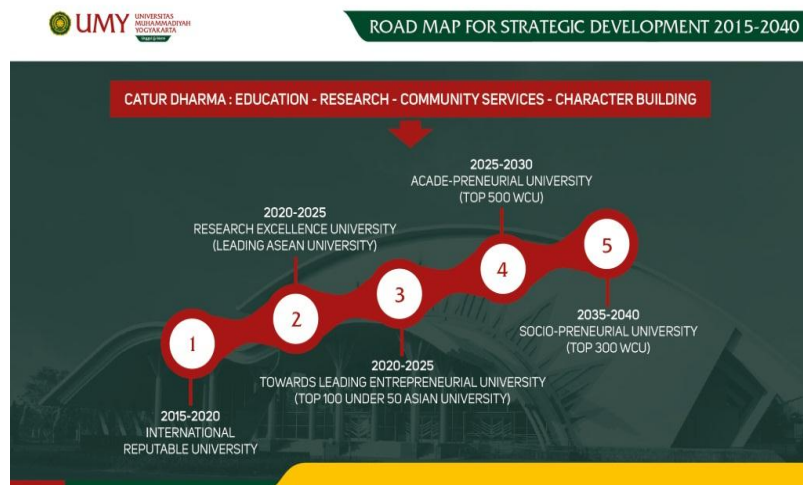 UMY
UNIVERSITAS
MUHAMMADIYAH
YOGYAKARTA
ROAD MAP FOR STRATEGIC DEVELOPMENT 2015-2040
CATUR DHARMA : EDUCATION - RESEARCH - COMMUNITY SERVICES - CHARACTER BUILDING
2025-2030
ACADE-PRENEURIAL UNIVERSITY
(TOP 500 WCU)
2020-2025
RESEARCH EXCELLENCE UNIVERSITY
(LEADING ASEAN UNIVERSITY)
1
2
3
4
5
2035-2040
SOCIO-PRENEURIAL UNIVERSITY
(TOP 300 WCU)
2020-2025
TOWARDS LEADING ENTREPRENEURIAL UNIVERSITY
(TOP 100 UNDER 50 ASIAN UNIVERSITY)
2015-2020
INTERNATIONAL
REPUTABLE UNIVERSITY